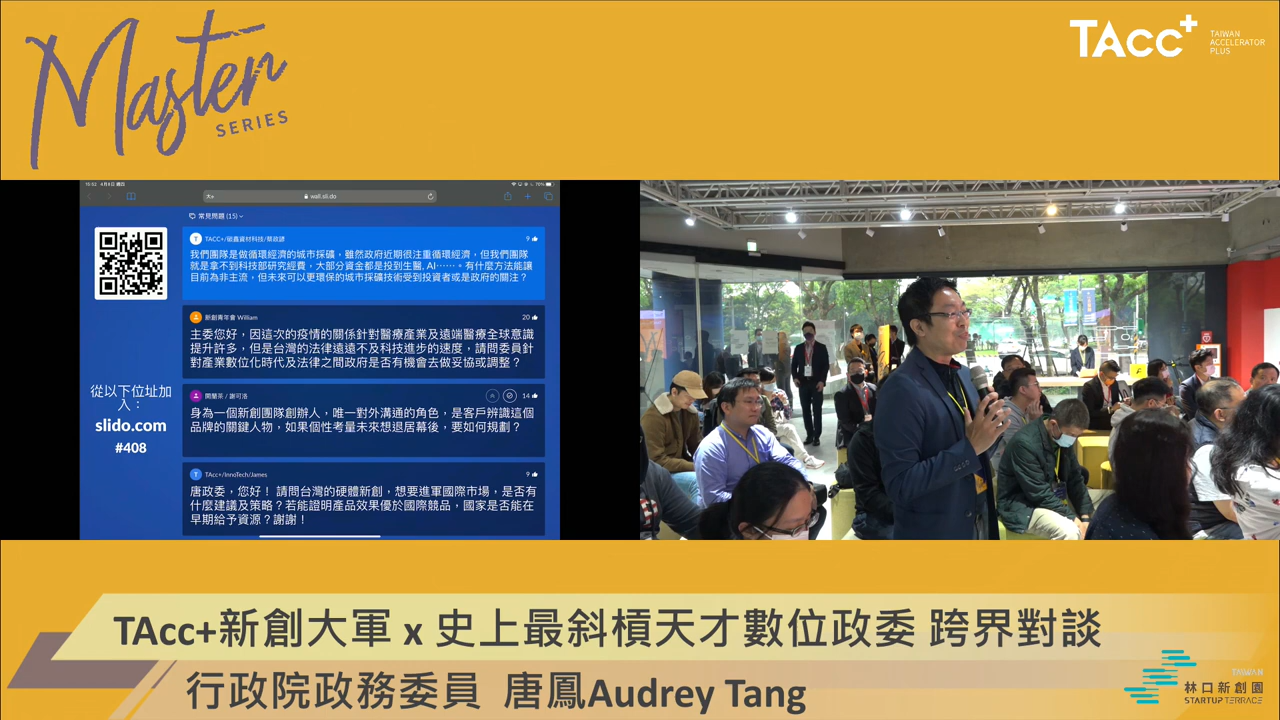 Master
SERIES
TAcc+
TAIWAN
ACCELERATOR
PLUS
15:52 4月8日 週四
76%
大小
wall.sli.do
常見問題 (15)
從以下位址加
入：
slido.com
#408
T
TACC+/碳鑫資材科技/蔡政諺
9
我們團隊是做循環經濟的城市採礦，雖然政府近期很注重循環經濟，但我們團隊
就是拿不到科技部研究經費，大部分資金都是投到生醫, AI……。有什麼方法能讓
目前為非主流，但未來可以更環保的城市採礦技術受到投資者或是政府的關注？
新創青年會 William
20
主委您好，因這次的疫情的關係針對醫療產業及遠端醫療全球意識
提升許多，但是台灣的法律遠遠不及科技進步的速度，請問委員針
對產業數位化時代及法律之間政府是否有機會去做妥協或調整？
開蘭茶 / 謝可洛
14
身為一個新創團隊創辦人，唯一對外溝通的角色，是客戶辨識這個
品牌的關鍵人物，如果個性考量未來想退居幕後，要如何規劃？
T
TAcc+/InnoTech/James
9
唐政委，您好！ 請問台灣的硬體新創，想要進軍國際市場，是否有
什麼建議及策略？若能證明產品效果優於國際競品，國家是否能在
早期給予資源？謝謝！
TAcc+新創大軍 x 史上最斜槓天才數位政委 跨界對談
行政院政務委員 唐鳳Audrey Tang
TAIWAN
林口新創園
STARTUP TERRACE